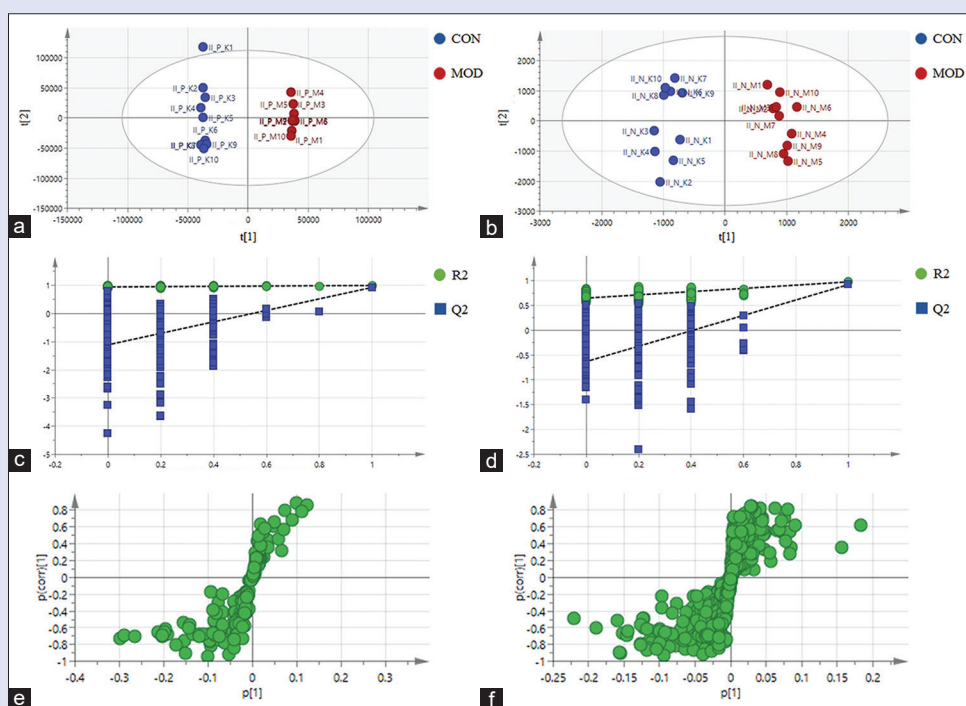 CON
MOD
t[2]
100000
50000
0
-50000
-100000
-150000
-150000 -100000 -50000 0 50000 100000
t[1]
II_P_K1
II_P_K2
II_P_K3
II_P_K4
II_P_K5
II_P_K6
II_P_K9
II_P_K10
II_P_M4
II_P_M5
II_P_M3
II_P_M10
II_P_M1
a
CON
MOD
t[2]
3000
2000
1000
0
-1000
-2000
-3000
-3000 -2000 -1000 0 1000 2000
t[1]
II_N_K10
II_N_K7
II_N_K8
II_N_K9
II_N_K3
II_N_K1
II_N_K4
II_N_K5
II_N_K2
II_N_M1
II_N_M10
II_N_M6
II_N_M7
II_N_M4
II_N_M9
II_N_M8
II_N_M5
b
R2
Q2
1
0
-1
-2
-3
-4
-5
-0.2 0 0.2 0.4 0.6 0.8 1
c
R2
Q2
1
0.5
0
-0.5
-1
-1.5
-2
-2.5
-0.2 0 0.2 0.4 0.6 0.8 1
d
p(corr)[1]
0.8
0.6
0.4
0.2
0
-0.2
-0.4
-0.6
-0.8
-1
-0.4 -0.3 -0.2 -0.1 0 0.1 0.2 0.3
p[1]
e
p(corr)[1]
0.8
0.6
0.4
0.2
0
-0.2
-0.4
-0.6
-0.8
-1
-0.25 -0.2 -0.15 -0.1 -0.05 0 0.05 0.1 0.15 0.2
p[1]
f